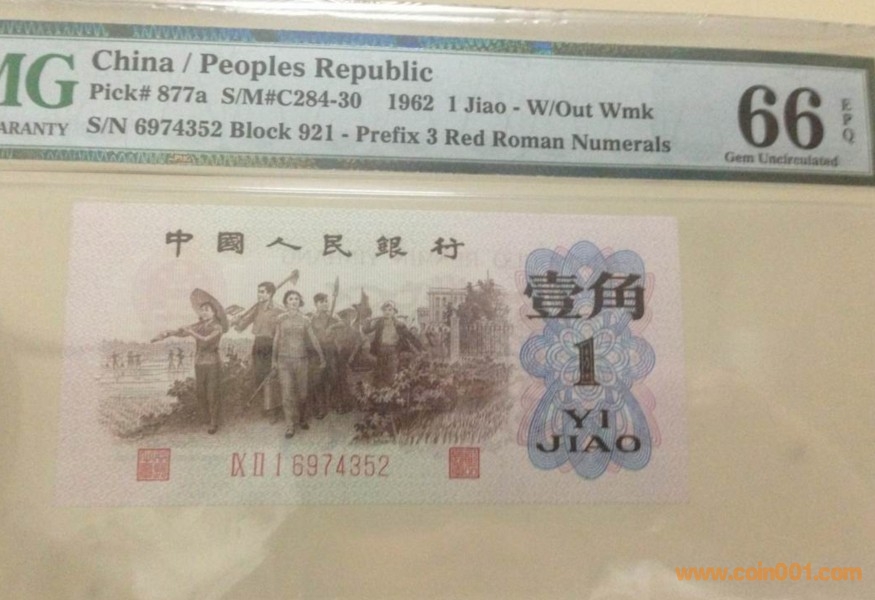 MG
ARANTY
China / Peoples Republic
Pick# 877a S/M#C284-30 1962 1 Jiao - W/Out Wmk
S/N 6974352 Block 921 - Prefix 3 Red Roman Numerals
66
EPQ
Gem Uncirculated
中國人民銀行
壹角
1
YI
JIAO
IX II I 6974352
www.coin001.com